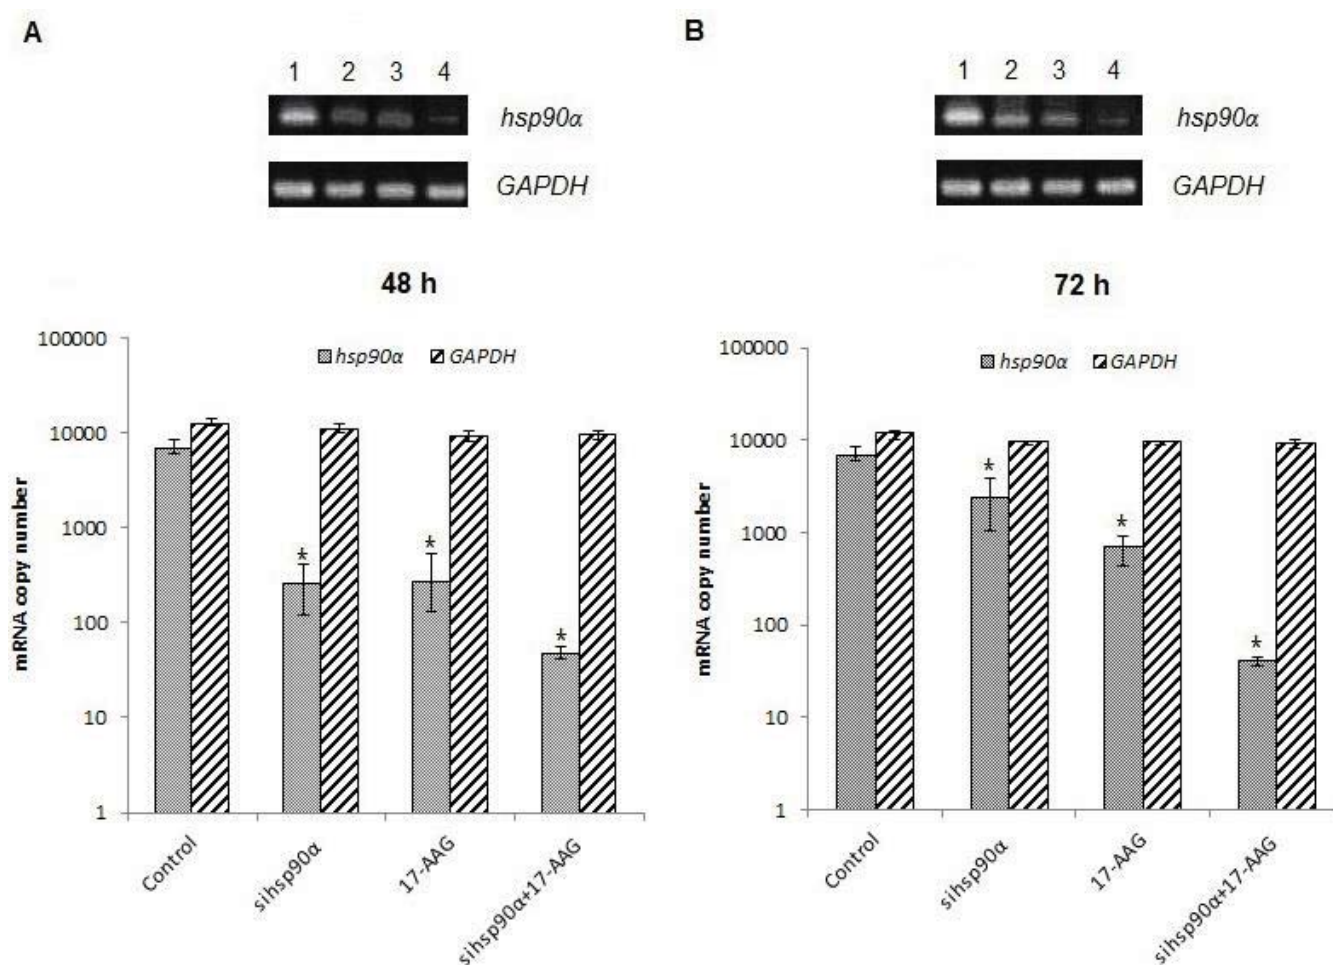 A
1 2 3 4
hsp90α
GAPDH
48 h
100000
10000
1000
100
10
1
mRNA copy number
hsp90α GAPDH
*
*
*
Control
sihsp90α
17-AAG
sihsp90α+17-AAG
B
1 2 3 4
hsp90α
GAPDH
72 h
100000
10000
1000
100
10
1
mRNA copy number
hsp90α GAPDH
*
*
*
Control
sihsp90α
17-AAG
sihsp90α+17-AAG